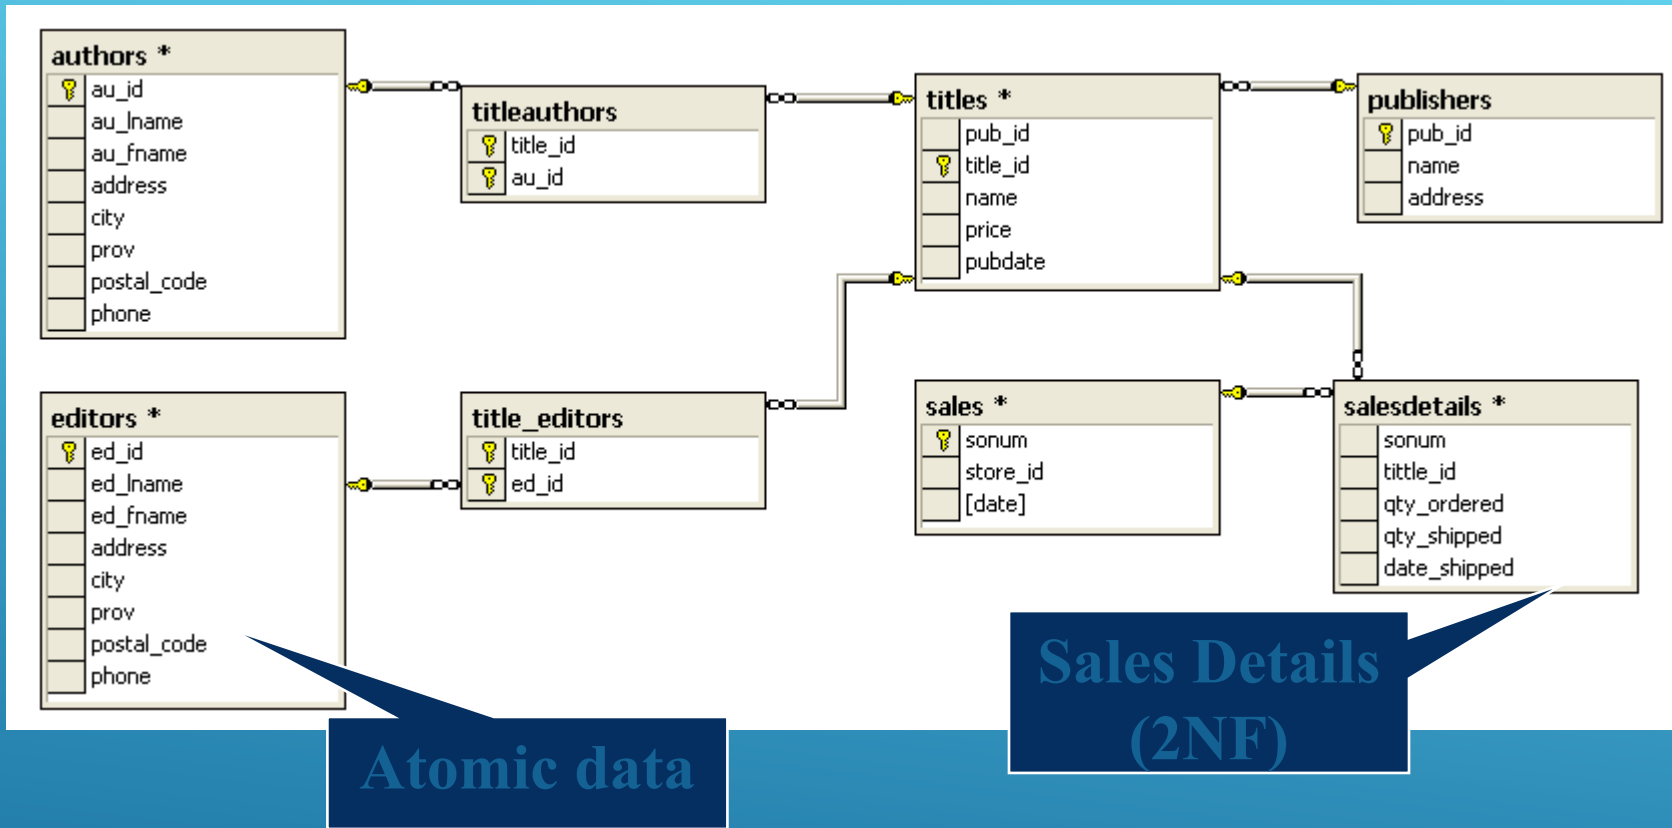 authors *
au_id
au_lname
au_fname
address
city
prov
postal_code
phone
titleauthors
title_id
au_id
titles *
pub_id
title_id
name
price
pubdate
publishers
pub_id
name
address
editors *
ed_id
ed_lname
ed_fname
address
city
prov
postal_code
phone
title_editors
title_id
ed_id
sales *
sonum
store_id
[date]
salesdetails *
sonum
tittle_id
qty_ordered
qty_shipped
date_shipped
Sales Details
(2NF)
Atomic data